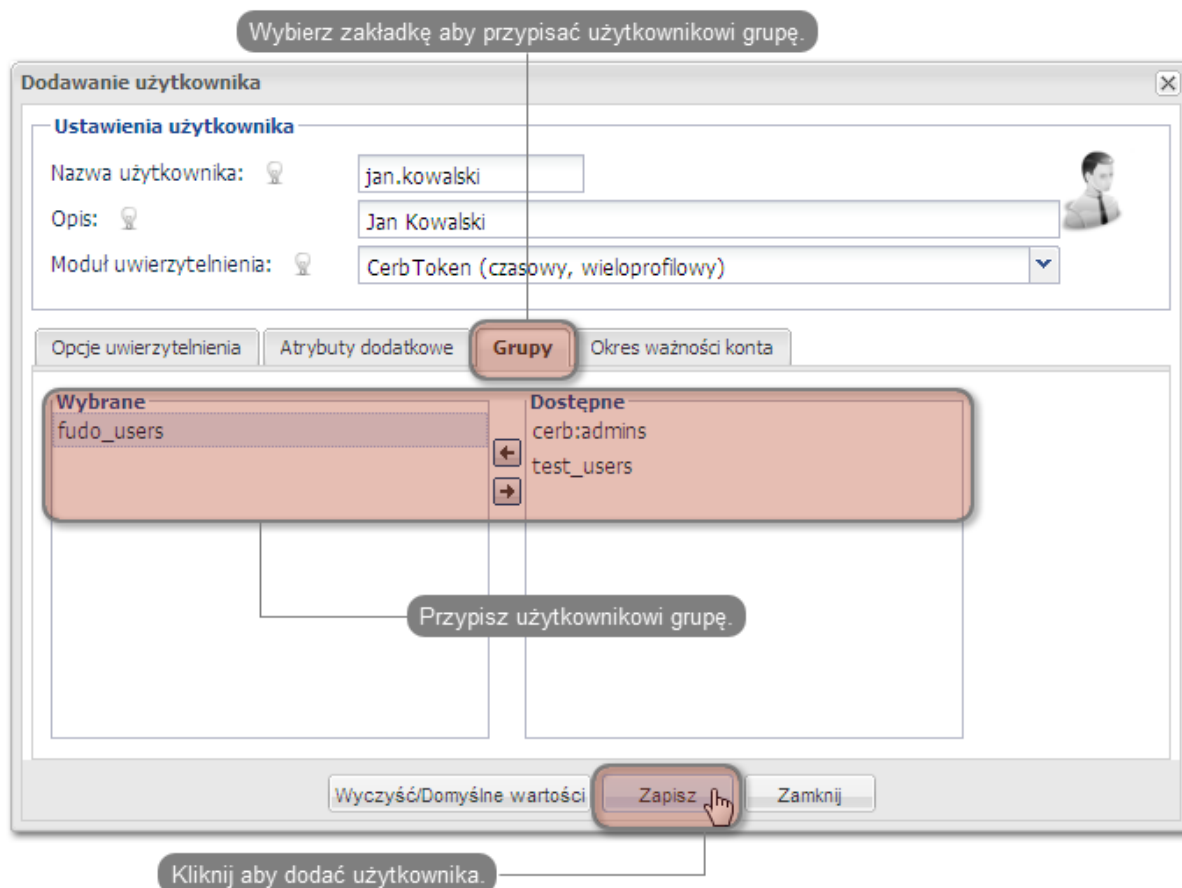 Wybierz zakładkę aby przypisać użytkownikowi grupę.
Dodawanie użytkownika
Ustawienia użytkownika
Nazwa użytkownika: jan.kowalski
Opis: Jan Kowalski
Moduł uwierzytelnienia: CerbToken (czasowy, wieloprofilowy)
Opcje uwierzytelnienia Atrybuty dodatkowe Grupy Okres ważności konta
Wybrane Dostępne
fudo_users cerb:admins
test_users
Przypisz użytkownikowi grupę.
Wyczyść/Domyślne wartości Zapisz Zamknij
Kliknij aby dodać użytkownika.